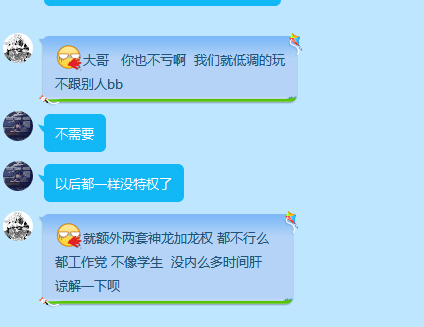 大哥 你也不亏啊 我们就低调的玩
不跟别人bb
不需要
以后都一样没特权了
就额外两套神龙加龙权 都不行么
都工作党 不像学生 没内么多时间肝
谅解一下呗